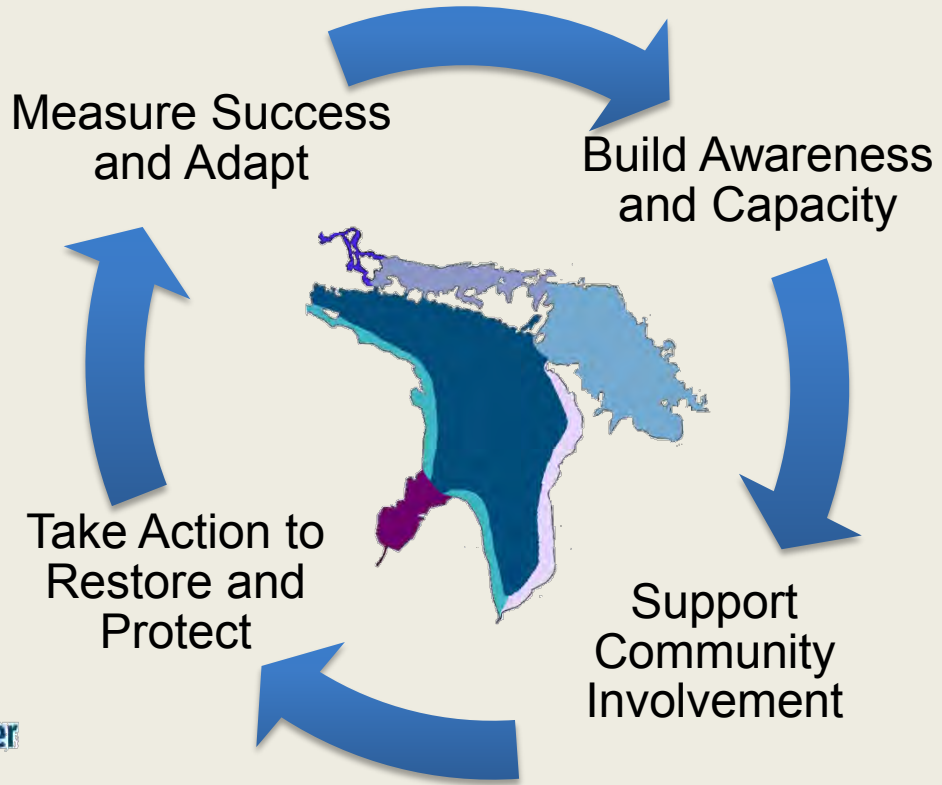 Measure Success
and Adapt
Build Awareness
and Capacity
Take Action to
Restore and
Protect
Support
Community
Involvement